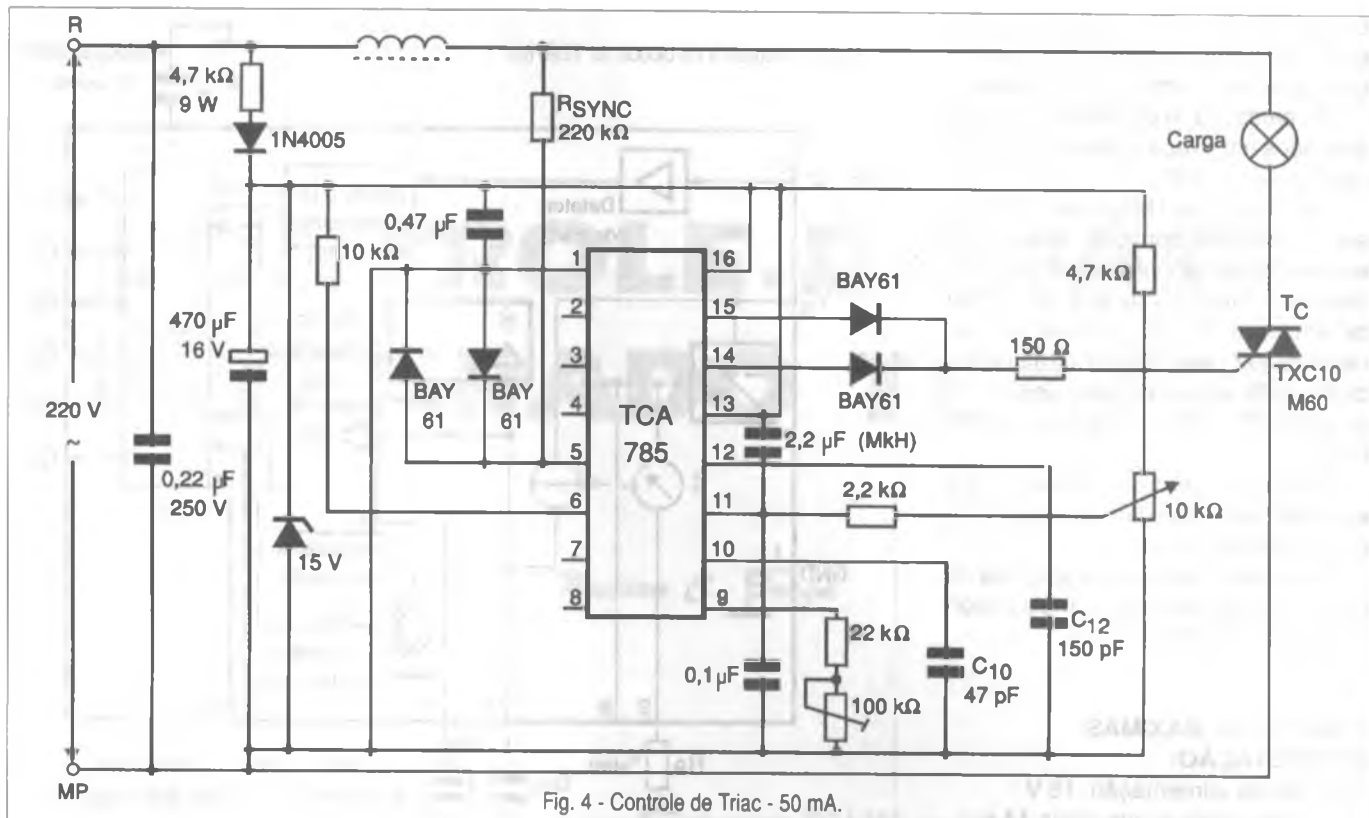 R
4,7 kΩ
9 W
1N4005
RSYNC
220 kΩ
Carga
0,47 µF
10 kΩ
1
2
3
4
5
6
7
8
16
15
14
13
12
11
10
9
TCA
785
BAY61
BAY61
BAY
61
BAY
61
150 Ω
4,7 kΩ
TC
TXC10
M60
470 µF
16 V
220 V
~
0,22 µF
250 V
15 V
2,2 µF (MkH)
2,2 kΩ
10 kΩ
22 kΩ
100 kΩ
0,1µF
C10
47 pF
C12
150 pF
MP
Fig. 4 - Controle de Triac - 50 mA.